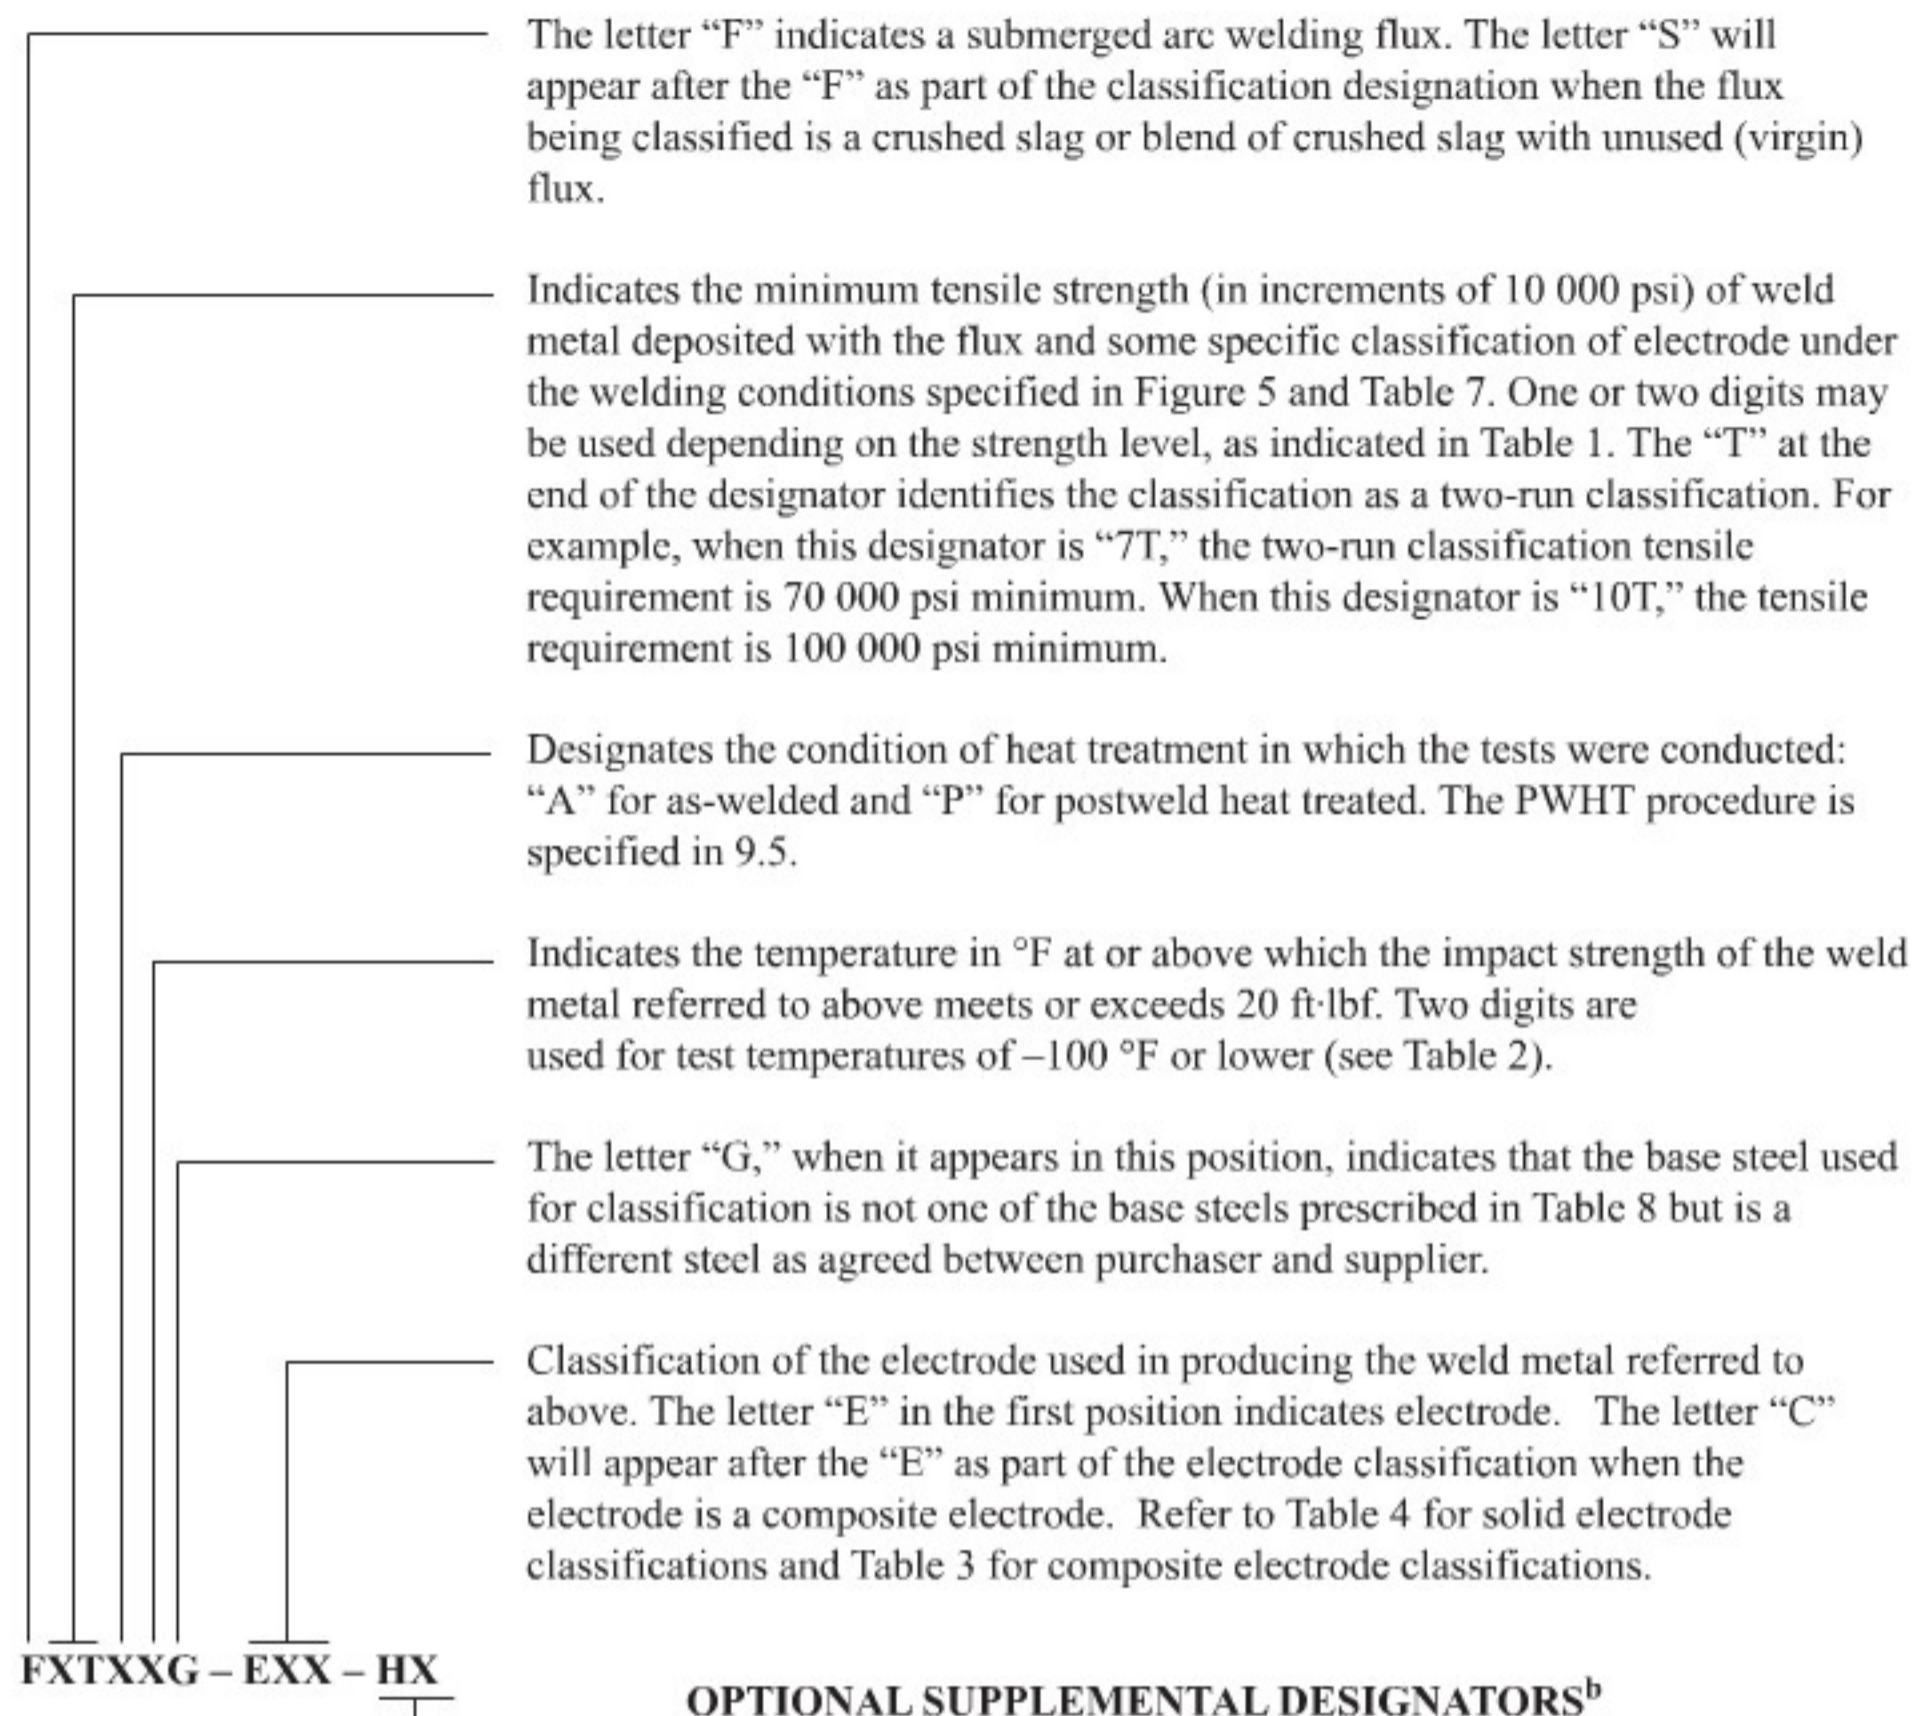 The letter “F” indicates a submerged arc welding flux. The letter “S” will
appear after the “F” as part of the classification designation when the flux
being classified is a crushed slag or blend of crushed slag with unused (virgin)
flux.
Indicates the minimum tensile strength (in increments of 10 000 psi) of weld
metal deposited with the flux and some specific classification of electrode under
the welding conditions specified in Figure 5 and Table 7. One or two digits may
be used depending on the strength level, as indicated in Table 1. The “T” at the
end of the designator identifies the classification as a two-run classification. For
example, when this designator is “7T,” the two-run classification tensile
requirement is 70 000 psi minimum. When this designator is “10T,” the tensile
requirement is 100 000 psi minimum.
Designates the condition of heat treatment in which the tests were conducted:
“A” for as-welded and “P” for postweld heat treated. The PWHT procedure is
specified in 9.5.
Indicates the temperature in °F at or above which the impact strength of the weld
metal referred to above meets or exceeds 20 ft·lbf. Two digits are
used for test temperatures of –100 °F or lower (see Table 2).
The letter “G,” when it appears in this position, indicates that the base steel used
for classification is not one of the base steels prescribed in Table 8 but is a
different steel as agreed between purchaser and supplier.
Classification of the electrode used in producing the weld metal referred to
above. The letter “E” in the first position indicates electrode. The letter “C”
will appear after the “E” as part of the electrode classification when the
electrode is a composite electrode. Refer to Table 4 for solid electrode
classifications and Table 3 for composite electrode classifications.
FXTXXG – EXX – HX
OPTIONAL SUPPLEMENTAL DESIGNATORSᵇ